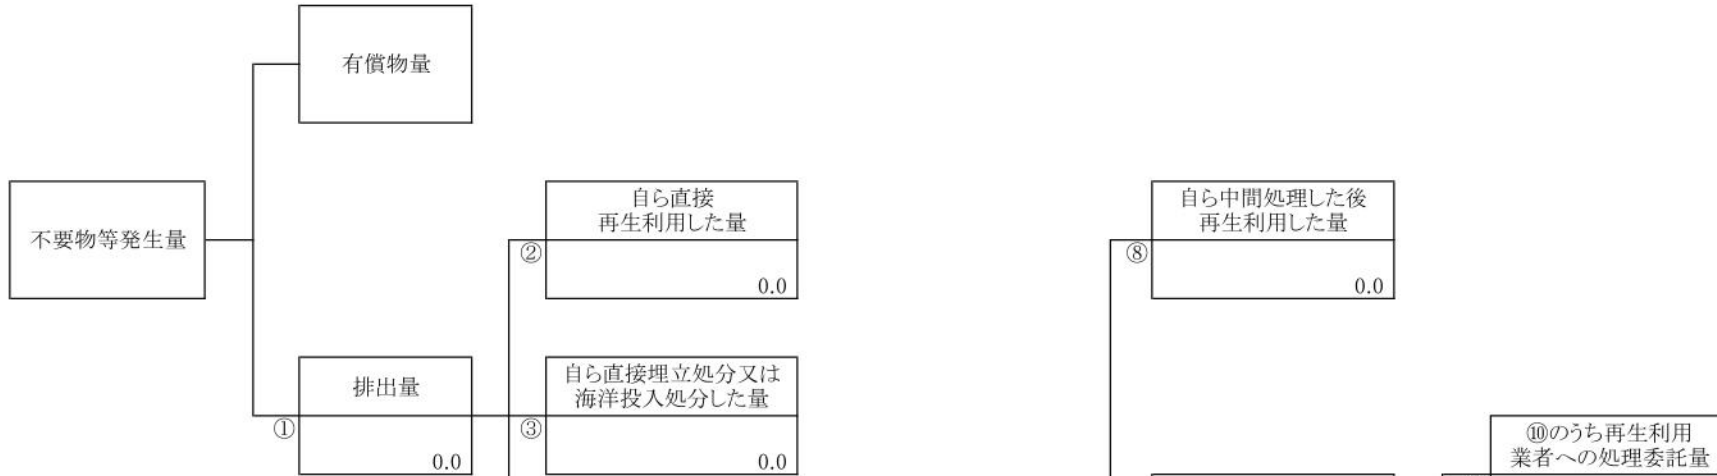 有償物量
不要物等発生量
自ら直接
再生利用した量
②
0.0
自ら中間処理した後
再生利用した量
⑧
0.0
排出量
①
0.0
自ら直接埋立処分又は
海洋投入処分した量
③
0.0
⑩のうち再生利用
業者への処理委託量